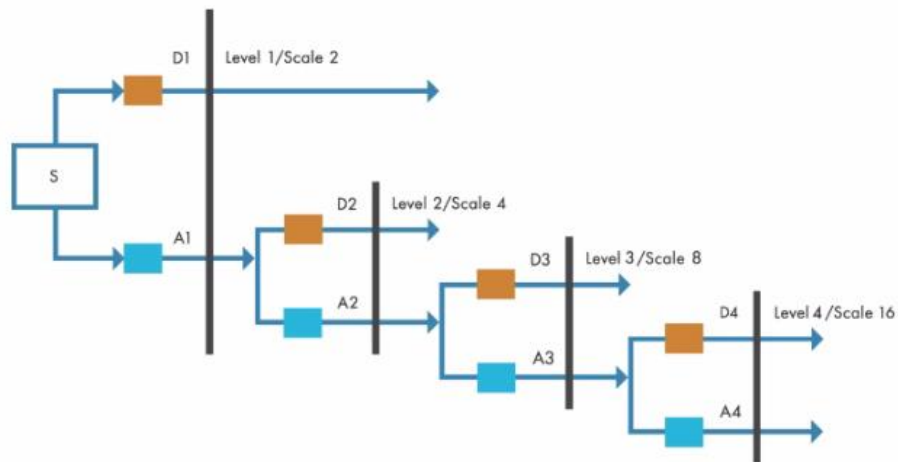 D1 Level 1/Scale 2
S
A1
D2 Level 2/Scale 4
A2
D3 Level 3/Scale 8
A3
D4 Level 4/Scale 16
A4